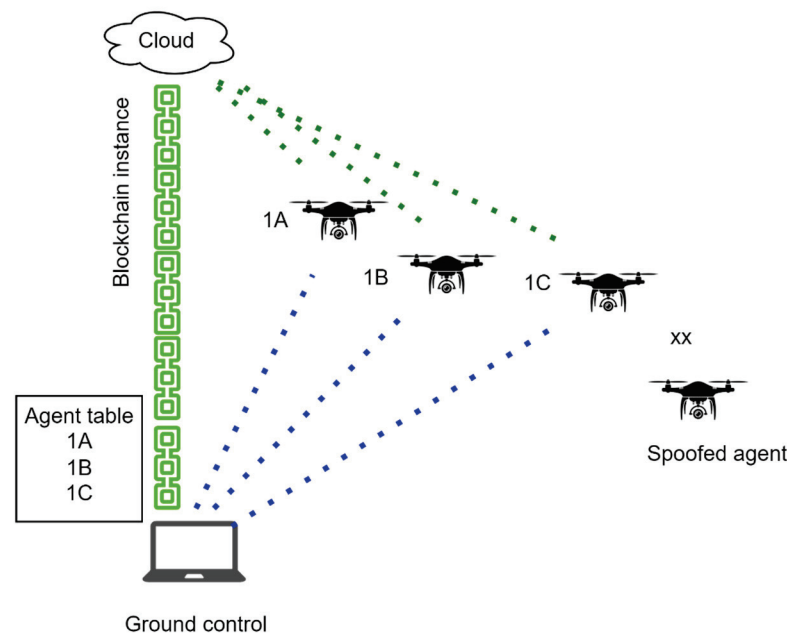 Cloud
Blockchain instance
1A
1B
1C
xx
Spoofed agent
Agent table
1A
1B
1C
Ground control